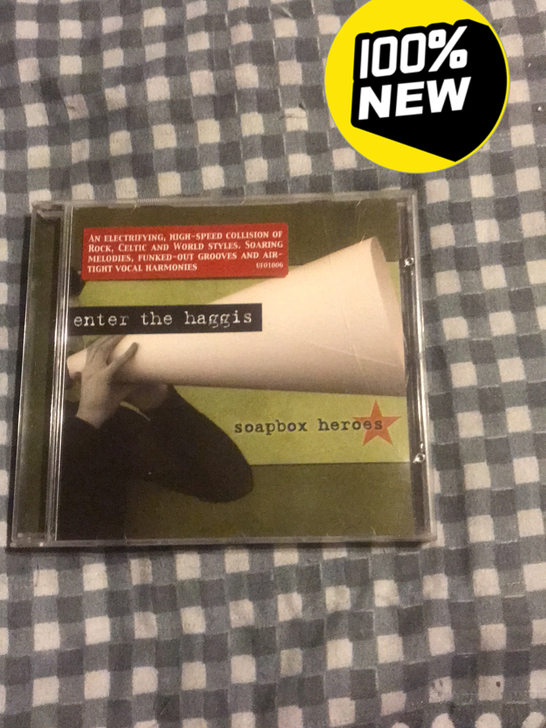 100%
NEW
AN ELECTRIFYING, HIGH-SPEED COLLISION OF
ROCK, CELTIC AND WORLD STYLES. SOARING
MELODIES, FUNKED-OUT GROOVES AND AIR-
TIGHT VOCAL HARMONIES UFO1006
enter the haggis
soapbox heroes